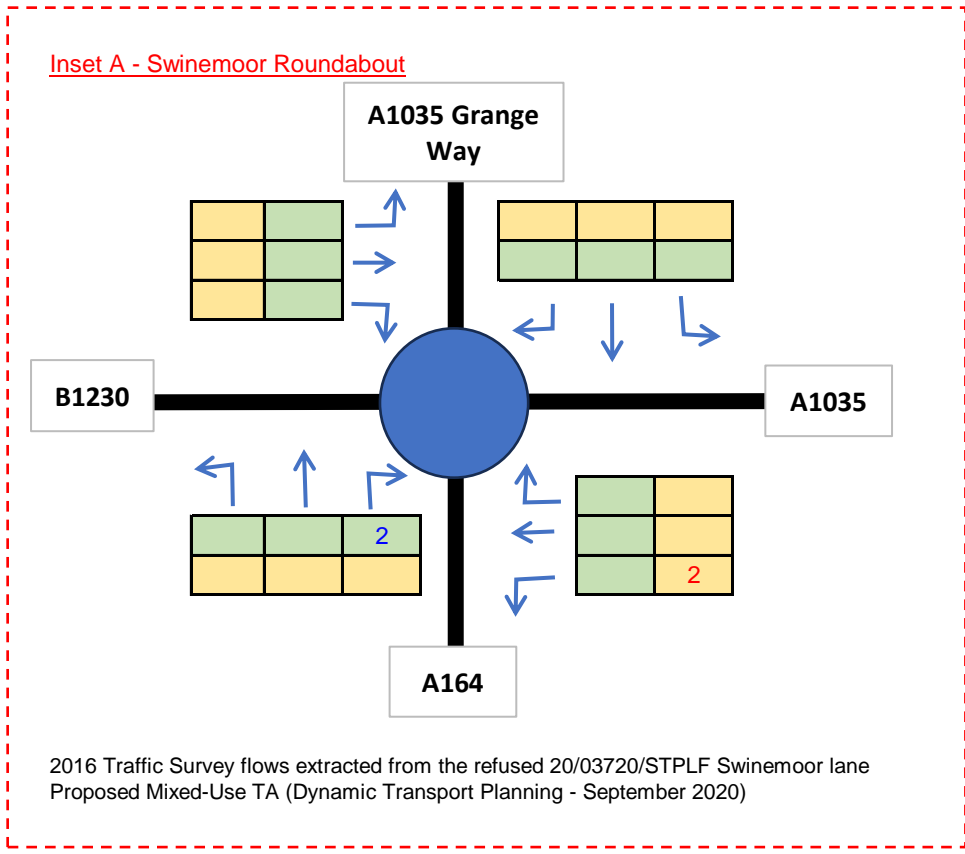 Inset A - Swinemoor Roundabout
A1035 Grange
Way
B1230
A1035
2
2
A164
2016 Traffic Survey flows extracted from the refused 20/03720/STPLF Swinemoor lane
Proposed Mixed-Use TA (Dynamic Transport Planning - September 2020)